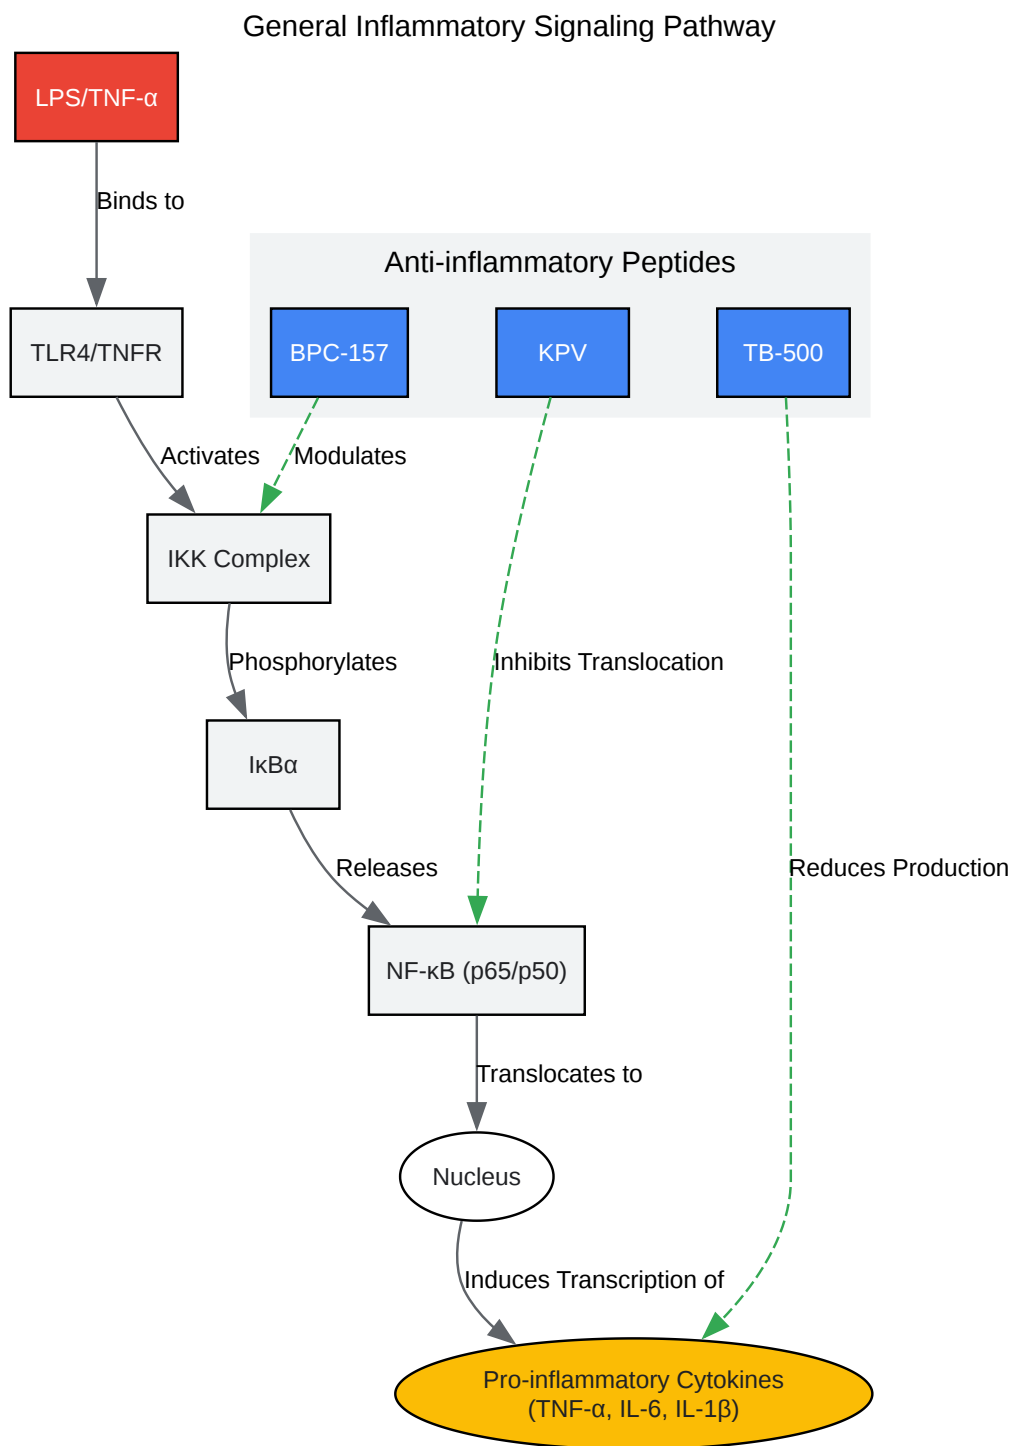 General Inflammatory Signaling Pathway
LPS/TNF-α
Binds to
Anti-inflammatory Peptides
TLR4/TNFR
BPC-157
KPV
TB-500
Activates
Modulates
IKK Complex
Phosphorylates
Inhibits Translocation
IκBα
Releases
Reduces Production
NF-κB (p65/p50)
Translocates to
Nucleus
Induces Transcription of
Pro-inflammatory Cytokines
(TNF-α, IL-6, IL-1β)